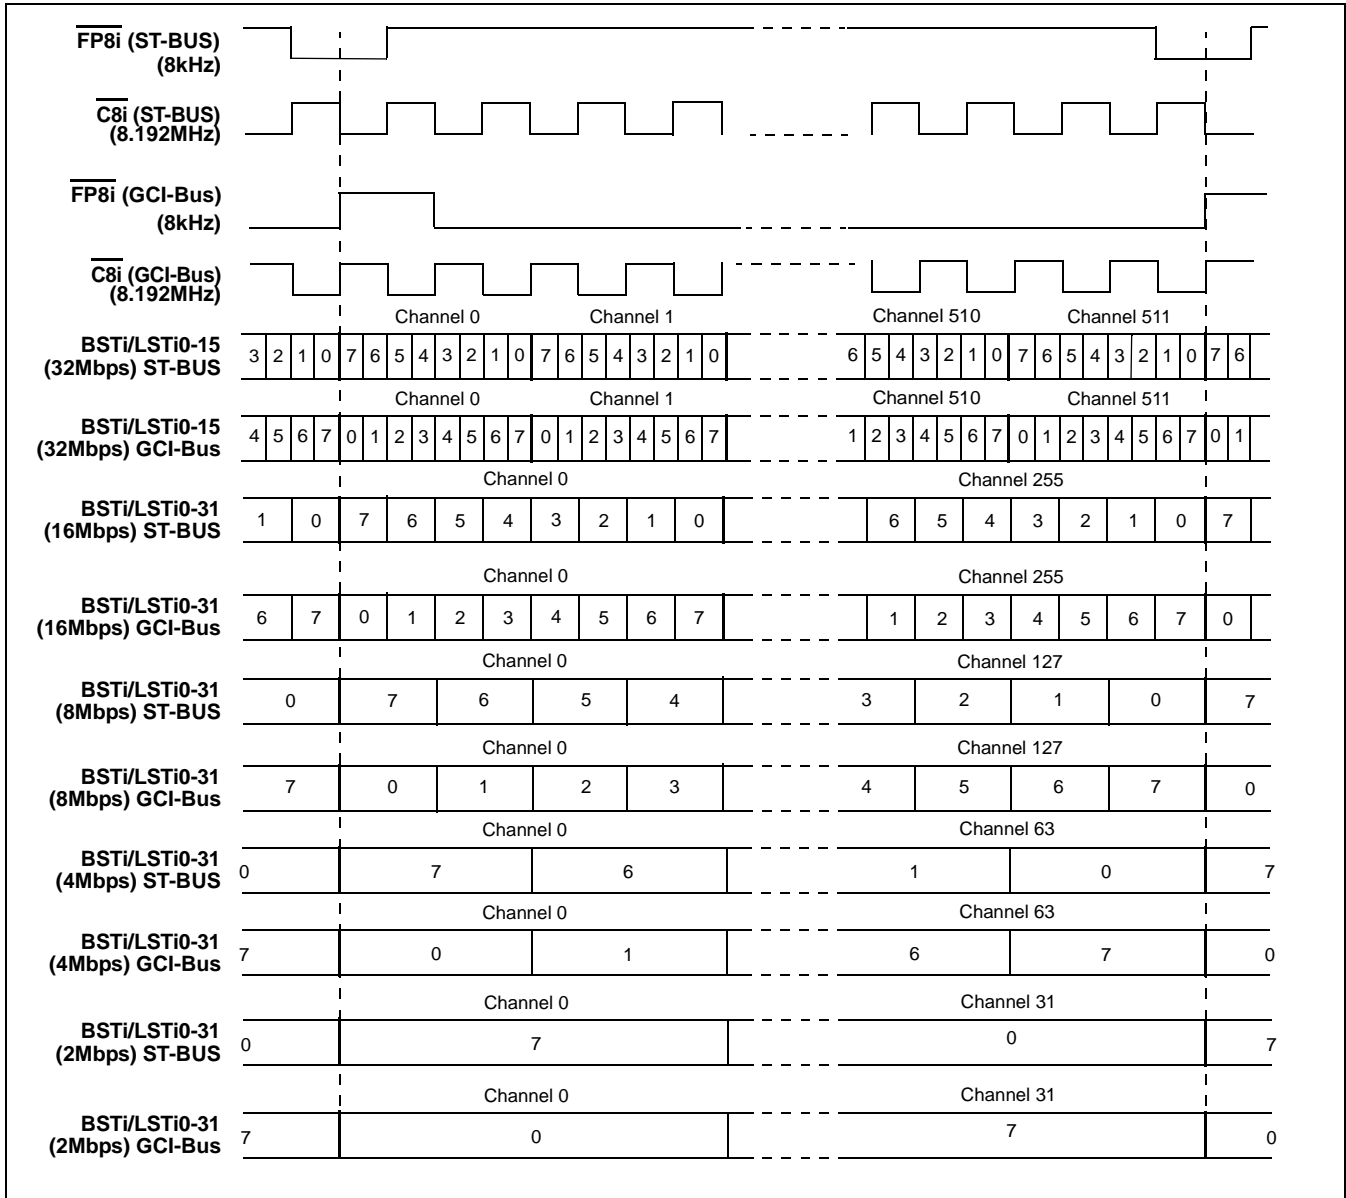 FP8i (ST-BUS)
(8kHz)
C8i (ST-BUS)
(8.192MHz)
FP8i (GCI-Bus)
(8kHz)
C8i (GCI-Bus)
(8.192MHz)
Channel 0 Channel 1 Channel 510 Channel 511
BSTi/LSTi0-15
(32Mbps) ST-BUS
3 2 1 0 7 6 5 4 3 2 1 0 7 6 5 4 3 2 1 0 6 5 4 3 2 1 0 7 6 5 4 3 2 1 0 7 6
Channel 0 Channel 1 Channel 510 Channel 511
BSTi/LSTi0-15
(32Mbps) GCI-Bus
4 5 6 7 0 1 2 3 4 5 6 7 0 1 2 3 4 5 6 7 1 2 3 4 5 6 7 0 1 2 3 4 5 6 7 0 1
Channel 0 Channel 255
BSTi/LSTi0-31
(16Mbps) ST-BUS
1 0 7 6 5 4 3 2 1 0 6 5 4 3 2 1 0 7
Channel 0 Channel 255
BSTi/LSTi0-31
(16Mbps) GCI-Bus
6 7 0 1 2 3 4 5 6 7 1 2 3 4 5 6 7 0
Channel 0 Channel 127
BSTi/LSTi0-31
(8Mbps) ST-BUS
0 7 6 5 4 3 2 1 0 7
Channel 0 Channel 127
BSTi/LSTi0-31
(8Mbps) GCI-Bus
7 0 1 2 3 4 5 6 7 0
Channel 0 Channel 63
BSTi/LSTi0-31
(4Mbps) ST-BUS
0 7 6 1 0 7
Channel 0 Channel 63
BSTi/LSTi0-31
(4Mbps) GCI-Bus
7 0 1 6 7 0
Channel 0 Channel 31
BSTi/LSTi0-31
(2Mbps) ST-BUS
0 7 0 7
Channel 0 Channel 31
BSTi/LSTi0-31
(2Mbps) GCI-Bus
7 0 7 0